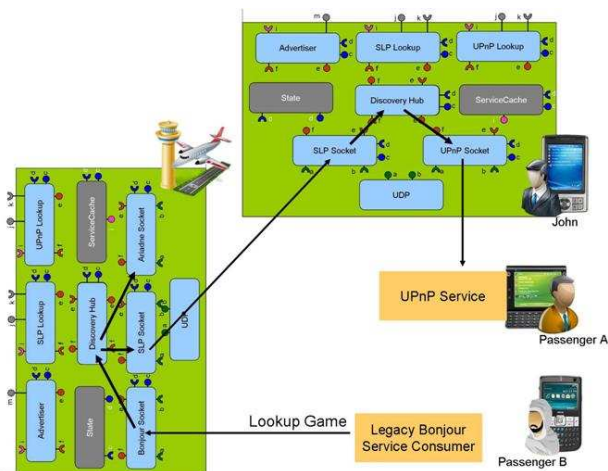 m
j
k
i
d
i
d
i
d
Advertiser
SLP Lookup
UPnP Lookup
c
c
c
f
e
f
e
f
e
f
e
State
Discovery Hub
d
c
ServiceCache
d
i
f
f
e
f
e
SLP Socket
d
c
UPnP Socket
d
c
a
b
a
b
a
b
UDP
John
UPnP Service
Passenger A
Lookup Game
Legacy Bonjour
Service Consumer
Passenger B
k
j
UPnP Lookup
d
c
e
i
f
ServiceCache
i
Ariadne Socket
d
c
e
f
b
a
k
j
SLP Lookup
d
c
e
i
f
Discovery Hub
d
c
e
f
SLP Socket
d
c
f
b
a
UDP
m
Advertiser
d
c
e
i
f
State
d
Bonjour Socket
d
c
e
f
b
a